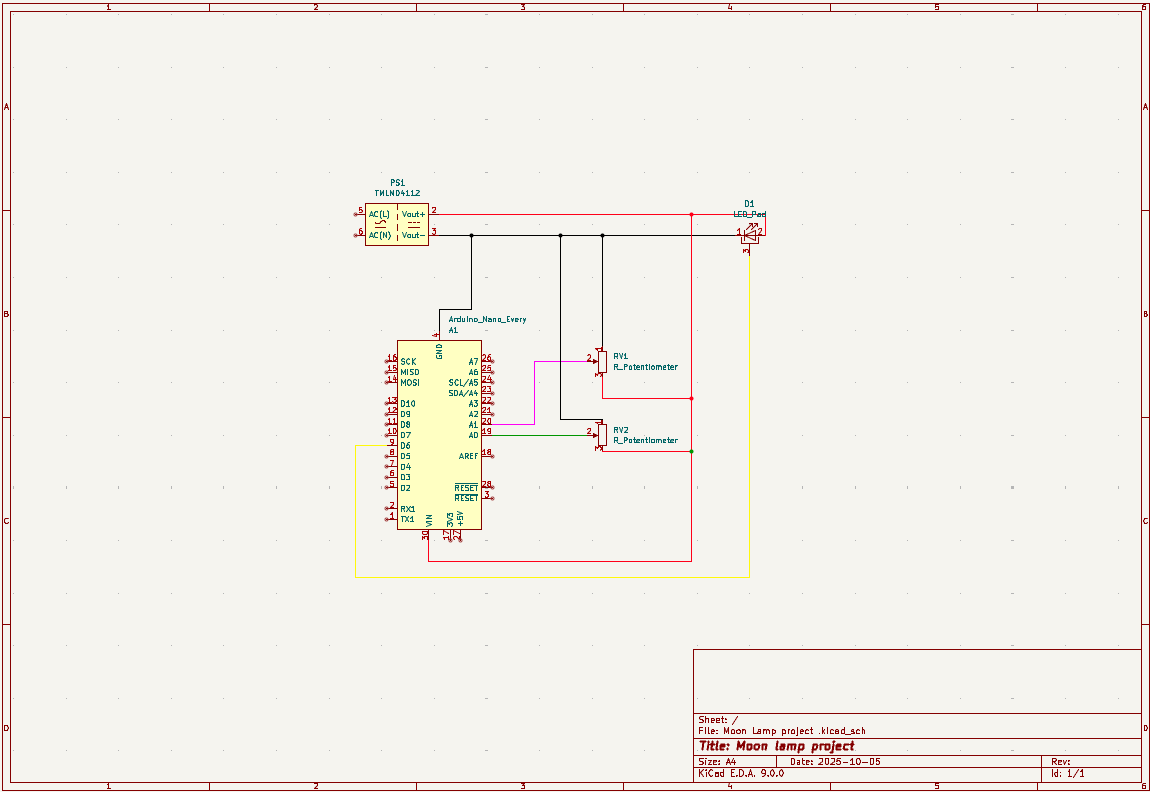 1 2 3 4 5 6
A A
PS1
TMLM04112
5 AC(L) Vout+ 2
6 AC(N) Vout- 3
D1
LED_Pad
1 2
3
B B
Arduino_Nano_Every
A1
4
GND
16 SCK A7 26
15 MISO A6 25
14 MOSI SCL/A5 24
SDA/A4 23
13 D10 A3 22
12 D9 A2 21
11 D8 A1 20
10 D7 A0 19
9 D6
8 D5 AREF 18
7 D4
6 D3
5 D2 RESET 28
RESET 3
2 RX1
1 TX1
VIN 3V3 +5V
30 17 27
1
2 RV1
R_Potentiometer
3
1
2 RV2
R_Potentiometer
3
C C
Sheet: /
File: Moon Lamp project .kicad_sch
Title: Moon lamp project
Size: A4 Date: 2025-10-05 Rev:
KiCad E.D.A. 9.0.0 Id: 1/1
D D
1 2 3 4 5 6